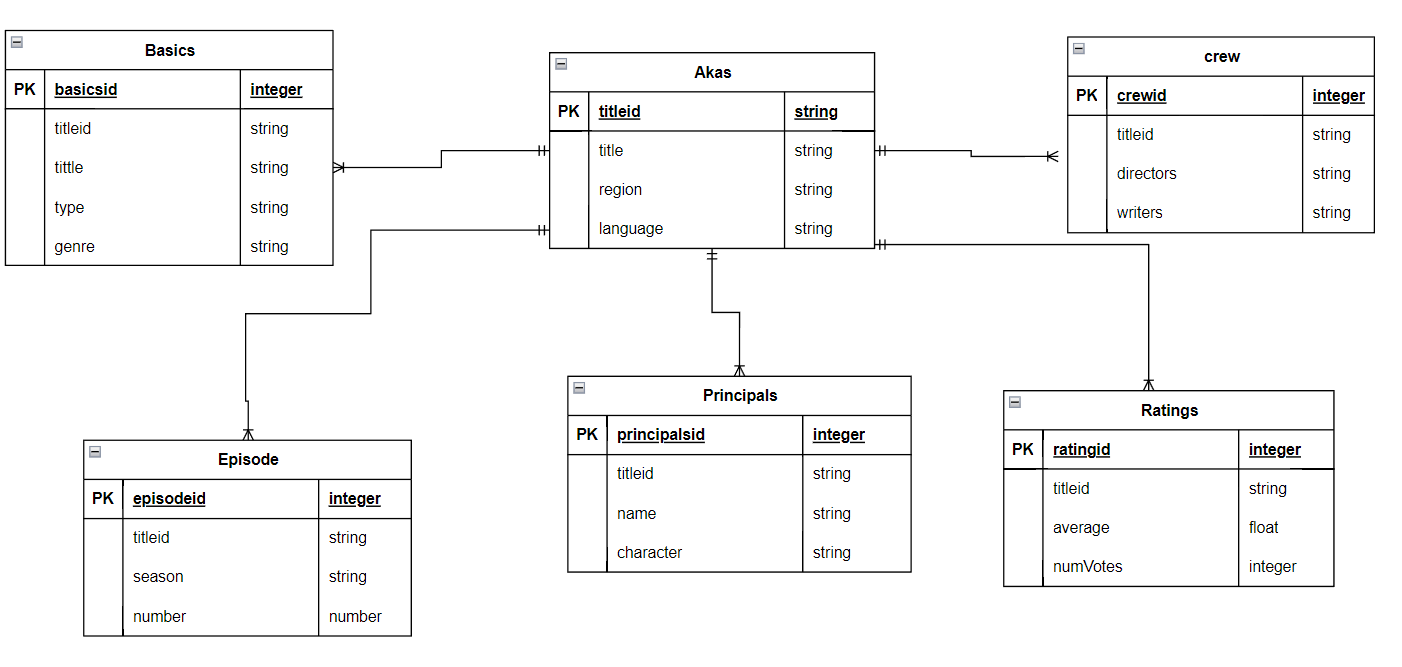 Basics
PK basicsid integer
titleid string
tittle string
type string
genre string
Akas
PK titleid string
title string
region string
language string
crew
PK crewid integer
titleid string
directors string
writers string
Episode
PK episodeid integer
titleid string
season string
number number
Principals
PK principalsid integer
titleid string
name string
character string
Ratings
PK ratingid integer
titleid string
average float
numVotes integer